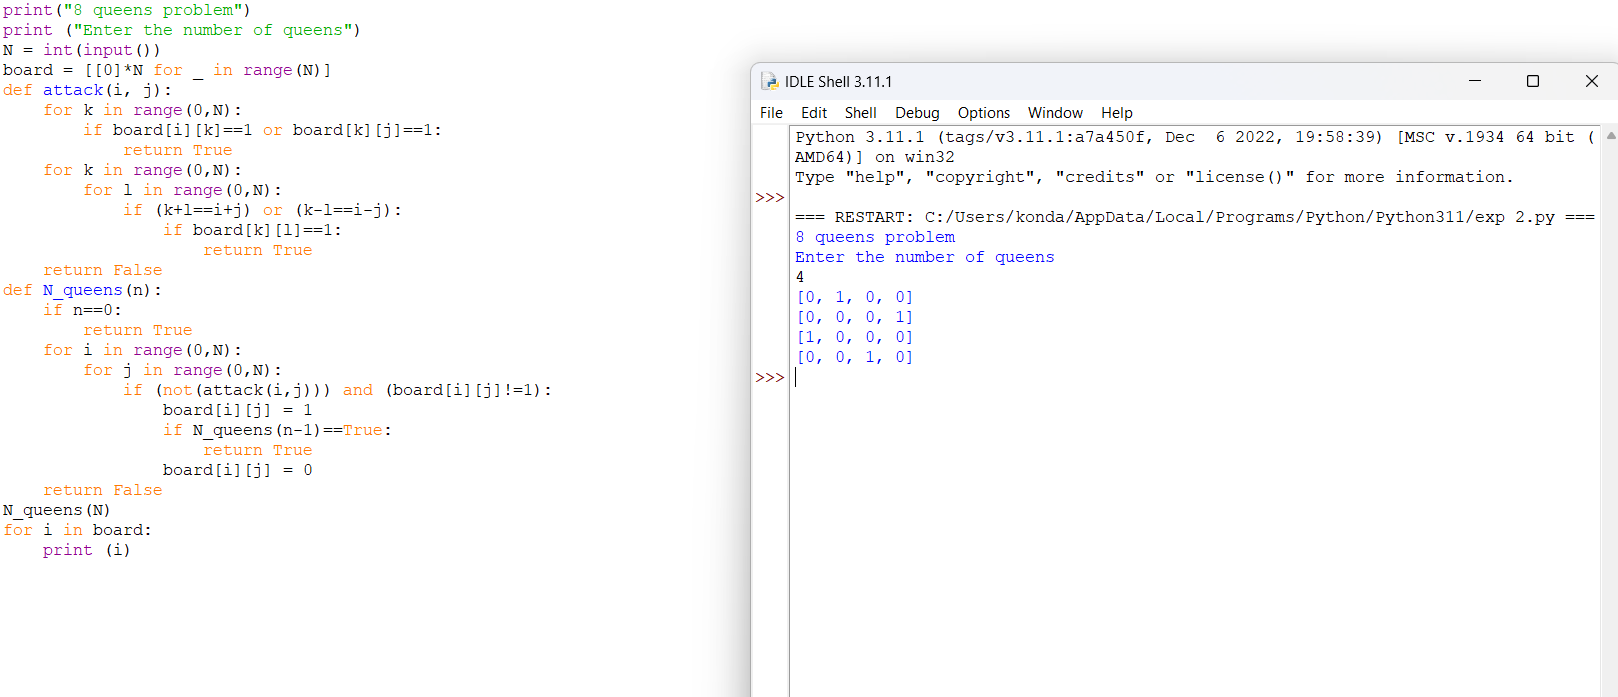 print("8 queens problem")
print ("Enter the number of queens")
N = int(input())
board = [[0]*N for _ in range(N)]
def attack(i, j):
    for k in range(0,N):
        if board[i][k]==1 or board[k][j]==1:
            return True
    for k in range(0,N):
        for l in range(0,N):
            if (k+l==i+j) or (k-l==i-j):
                if board[k][l]==1:
                    return True
    return False
def N_queens(n):
    if n==0:
        return True
    for i in range(0,N):
        for j in range(0,N):
            if (not(attack(i,j))) and (board[i][j]!=1):
                board[i][j] = 1
                if N_queens(n-1)==True:
                    return True
                board[i][j] = 0
    return False
N_queens(N)
for i in board:
    print (i)
IDLE Shell 3.11.1
File Edit Shell Debug Options Window Help
Python 3.11.1 (tags/v3.11.1:a7a450f, Dec  6 2022, 19:58:39) [MSC v.1934 64 bit (
AMD64)] on win32
Type "help", "copyright", "credits" or "license()" for more information.
>>>
=== RESTART: C:/Users/konda/AppData/Local/Programs/Python/Python311/exp 2.py ===
8 queens problem
Enter the number of queens
4
[0, 1, 0, 0]
[0, 0, 0, 1]
[1, 0, 0, 0]
[0, 0, 1, 0]
>>>